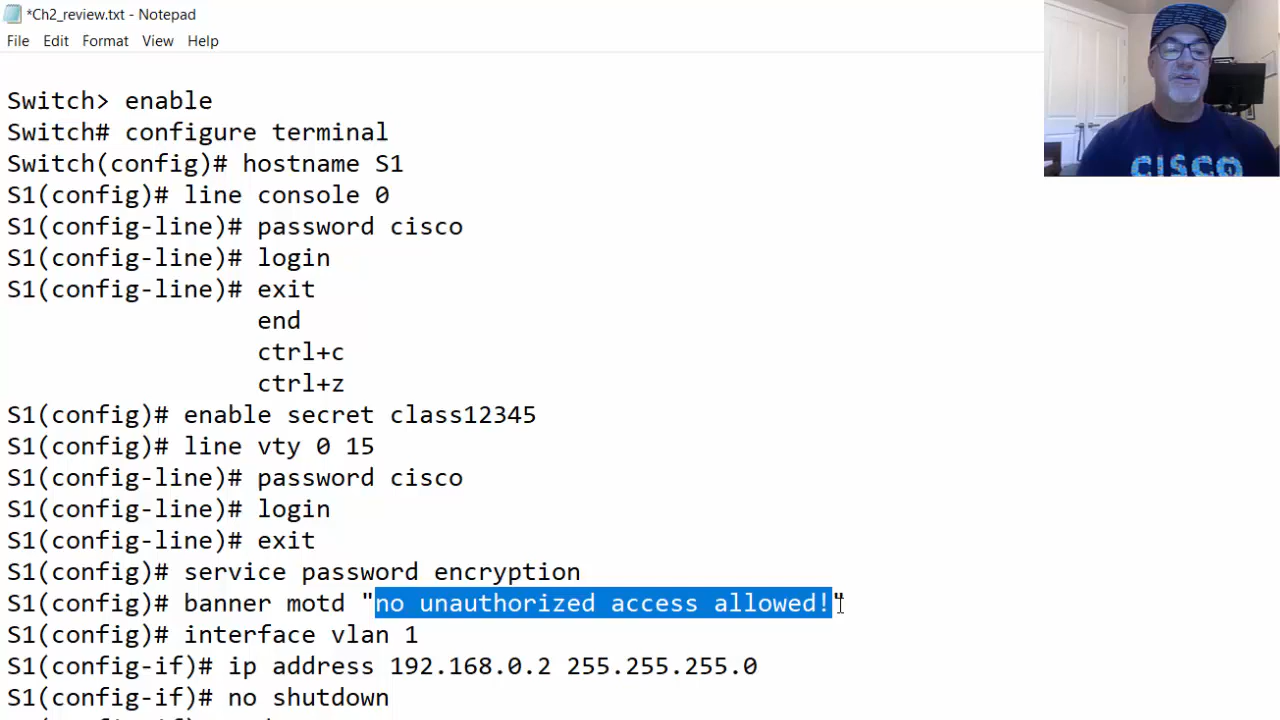 *Ch2_review.txt - Notepad
File Edit Format View Help
Switch> enable
Switch# configure terminal
Switch(config)# hostname S1
S1(config)# line console 0
S1(config-line)# password cisco
S1(config-line)# login
S1(config-line)# exit
end
ctrl+c
ctrl+z
S1(config)# enable secret class12345
S1(config)# line vty 0 15
S1(config-line)# password cisco
S1(config-line)# login
S1(config-line)# exit
S1(config)# service password encryption
S1(config)# banner motd "no unauthorized access allowed!"
S1(config)# interface vlan 1
S1(config-if)# ip address 192.168.0.2 255.255.255.0
S1(config-if)# no shutdown
CISCO